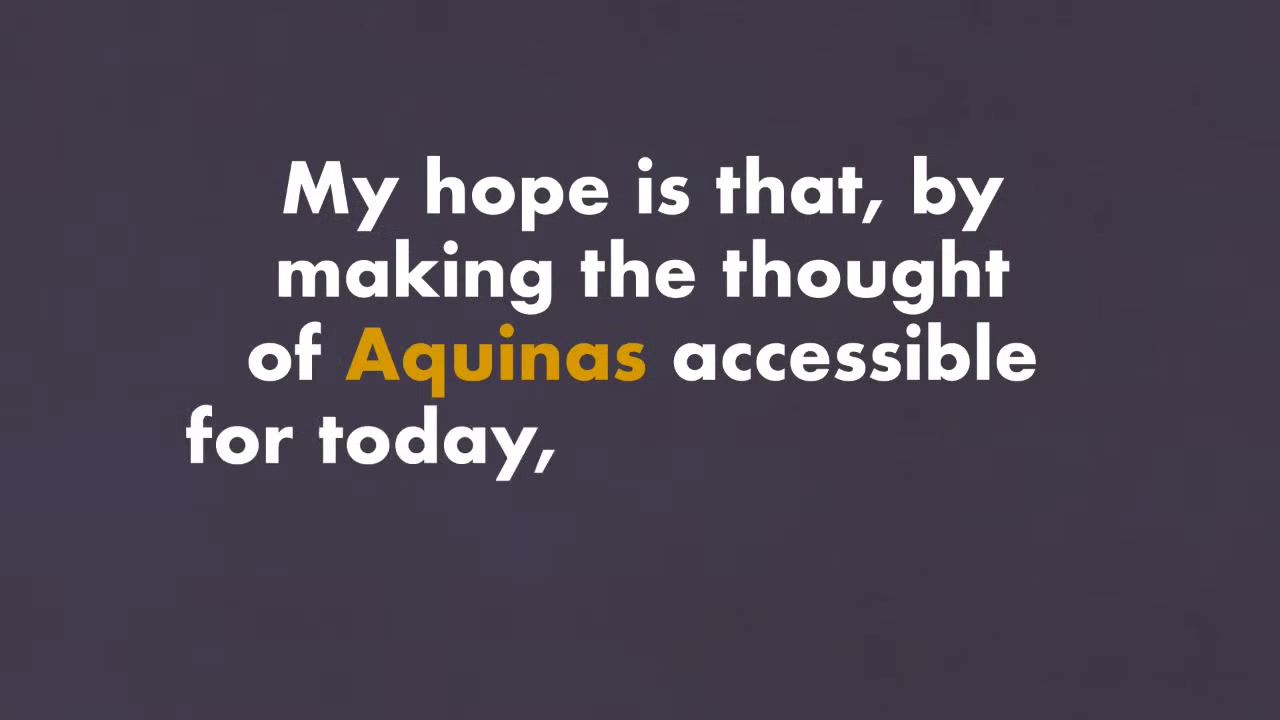 My hope is that, by
making the thought
of Aquinas accessible
for today,